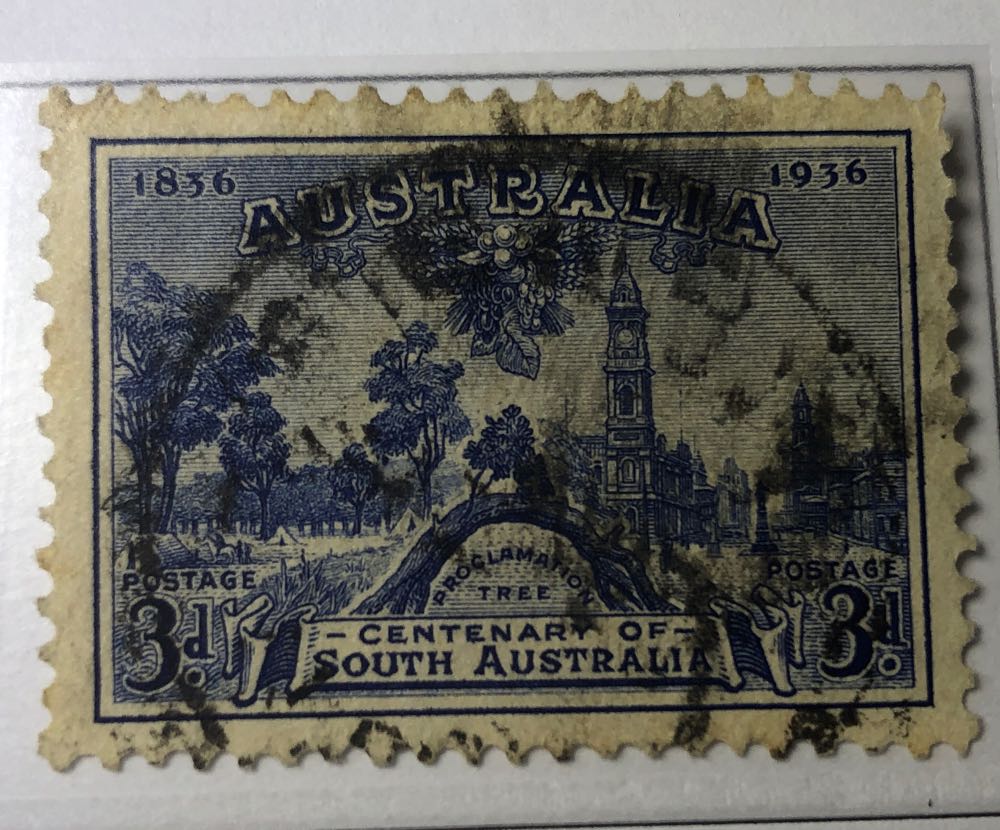 1836 1936
AUSTRALIA
PROCLAMATION
TREE
POSTAGE POSTAGE
3d. 3d.
- CENTENARY OF -
SOUTH AUSTRALIA